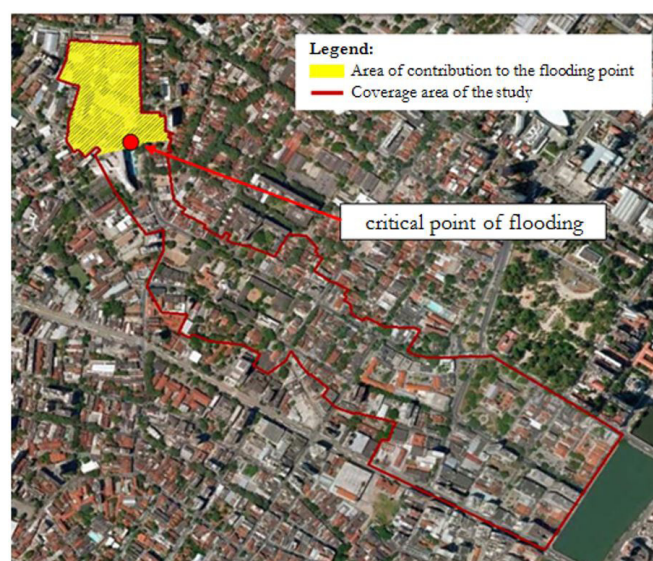 Legend:
Area of contribution to the flooding point
Coverage area of the study
critical point of flooding